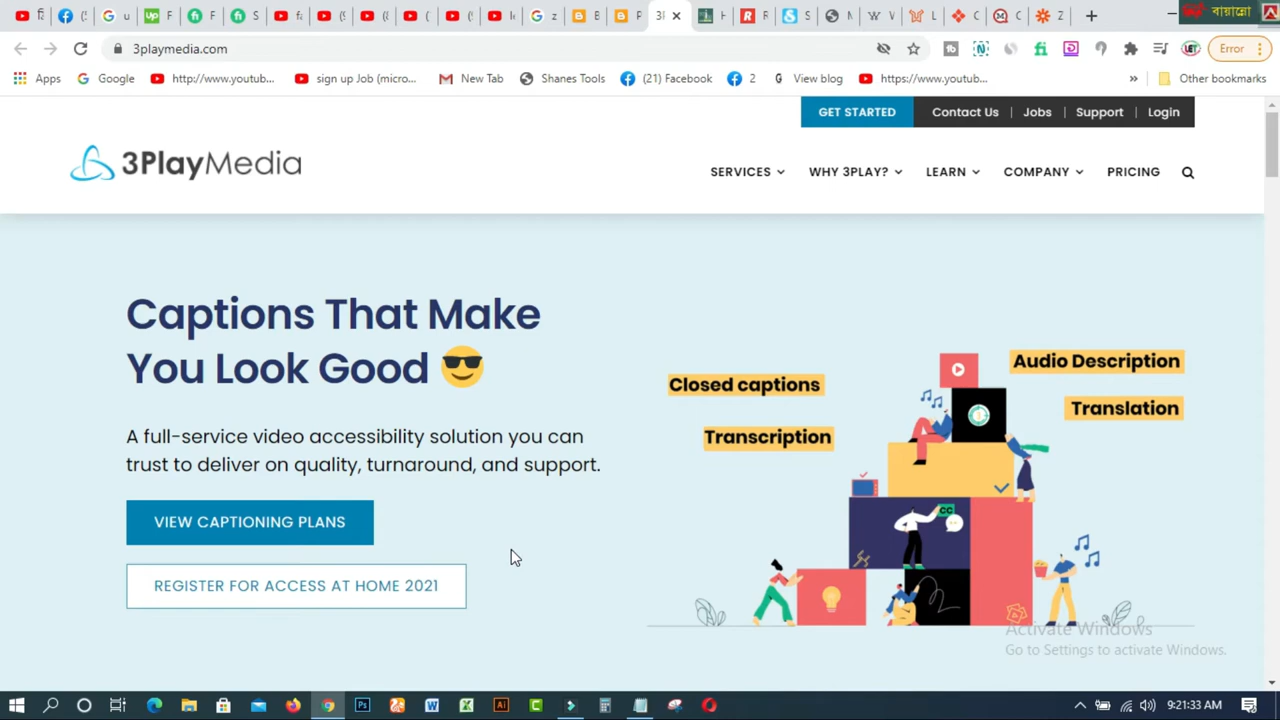 u
z
3playmedia.com
Error
Apps
Google
http://www.youtub...
sign up Job (micro...
New Tab
Shanes Tools
(21) Facebook
2
View blog
https://www.youtub...
»
Other bookmarks
GET STARTED
Contact Us
Jobs
Support
Login
3PlayMedia
SERVICES
WHY 3PLAY?
LEARN
COMPANY
PRICING
Captions That Make
You Look Good
A full-service video accessibility solution you can
trust to deliver on quality, turnaround, and support.
VIEW CAPTIONING PLANS
REGISTER FOR ACCESS AT HOME 2021
Closed captions
Audio Description
Transcription
Translation
CC
Activate Windows
Go to Settings to activate Windows.
9:21:33 AM